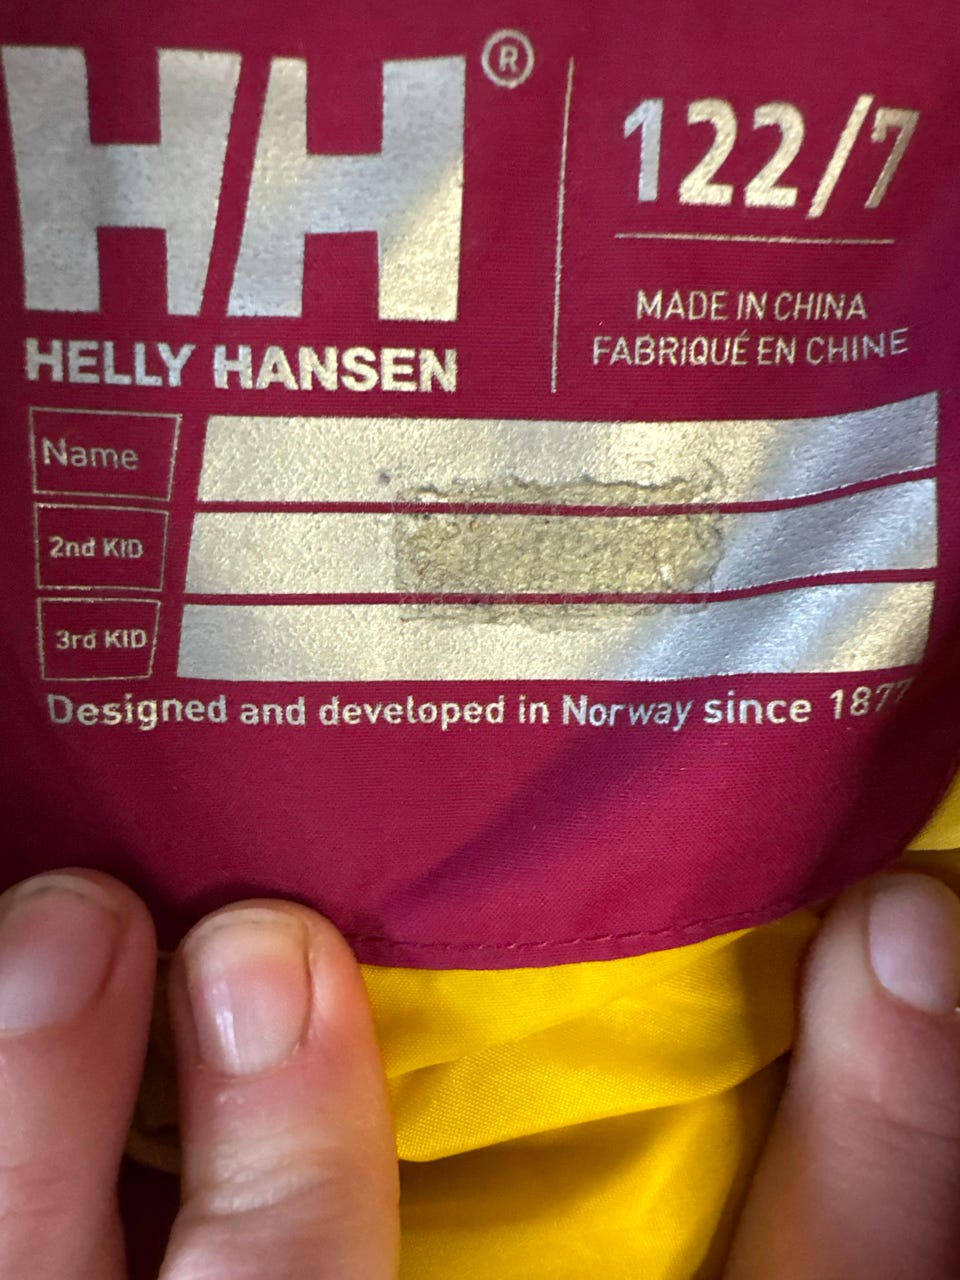 HH®
HELLY HANSEN
122/7
MADE IN CHINA
FABRIQUÉ EN CHINE
Name
2nd KID
3rd KID
Designed and developed in Norway since 1877